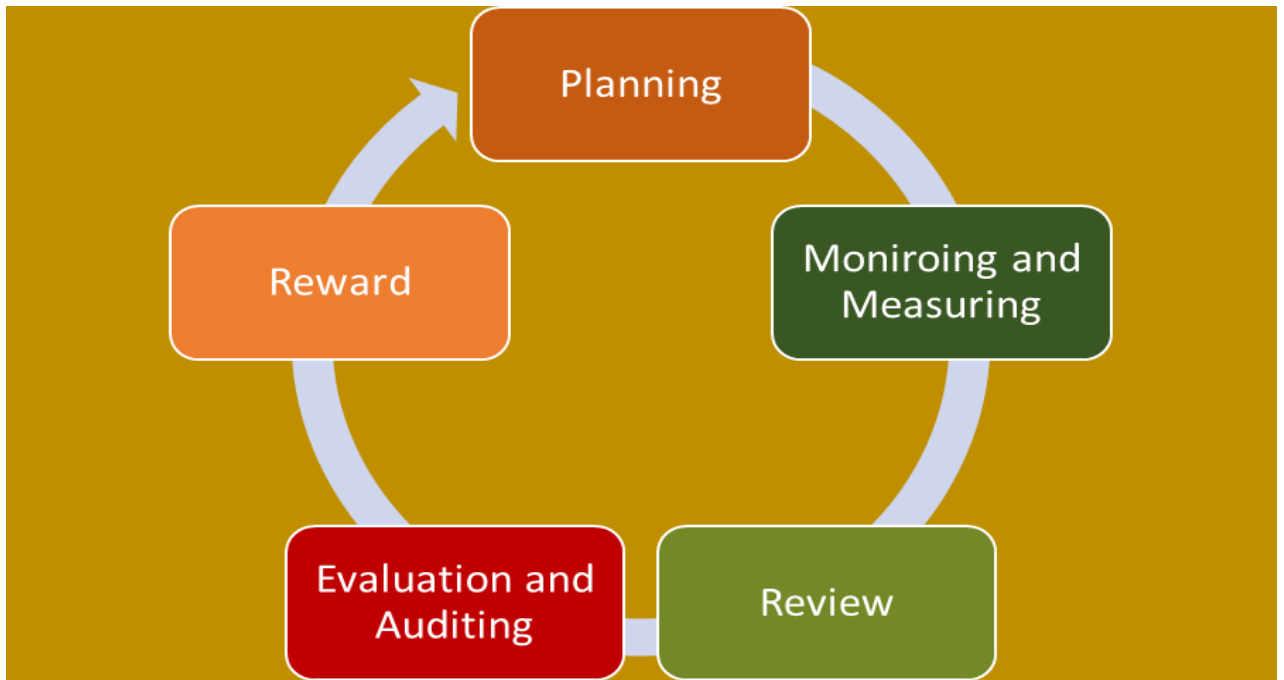 Planning
Moniroing and
Measuring
Review
Evaluation and
Auditing
Reward